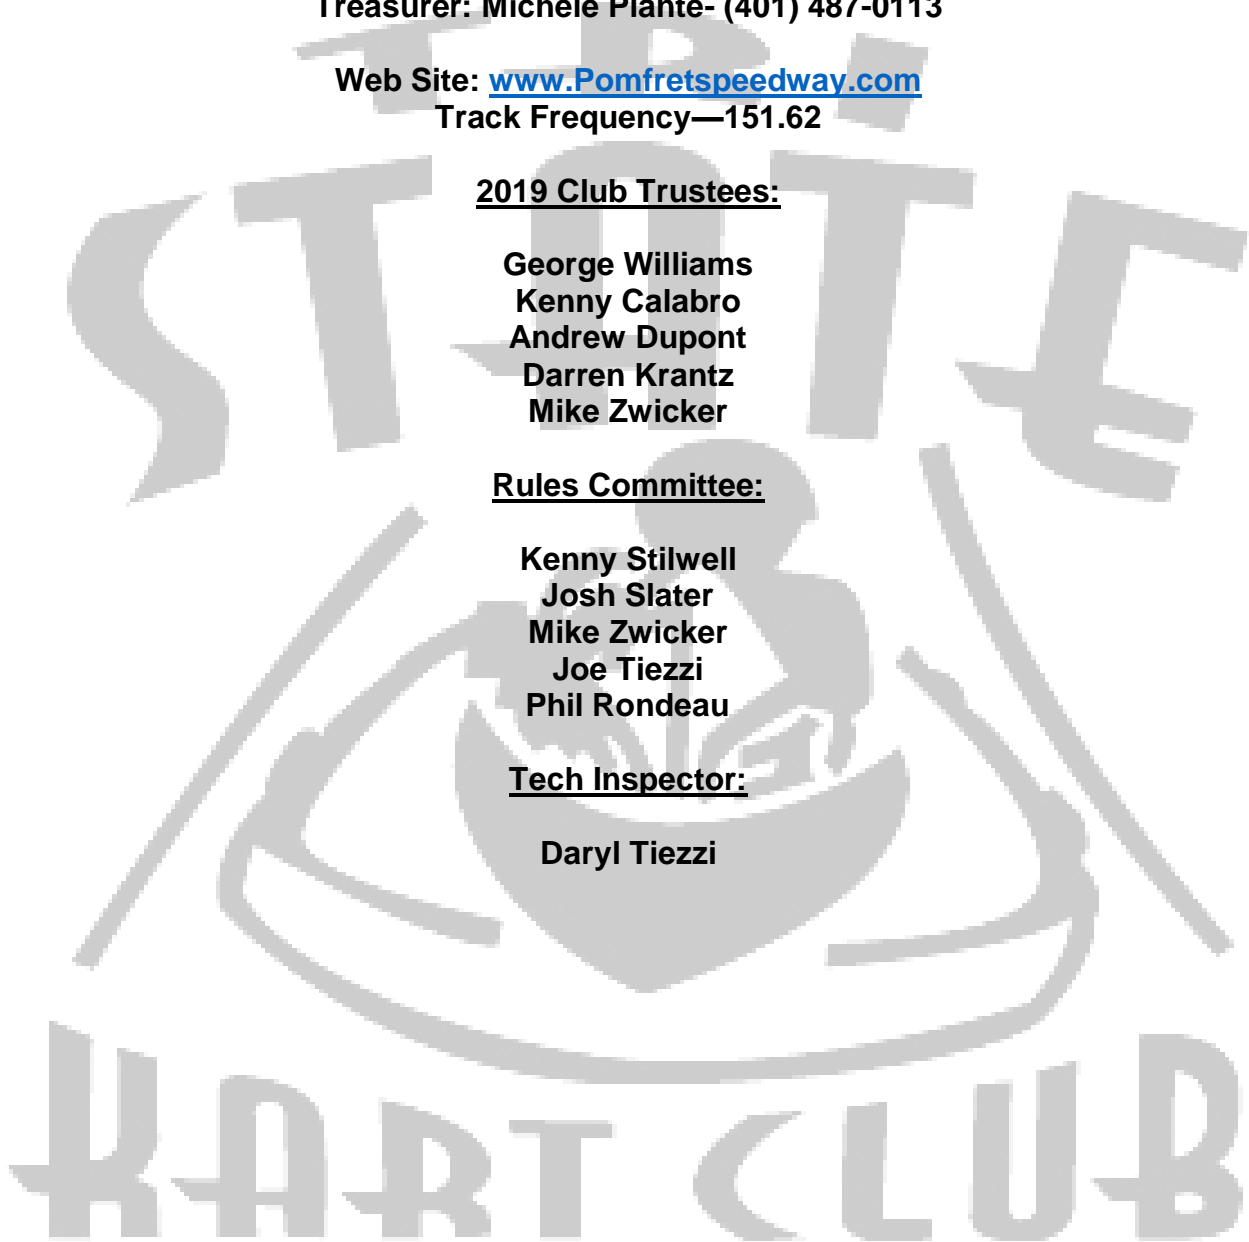 Treasurer: Michele Plante- (401) 487-0113
Web Site: www.Pomfretspeedway.com
Track Frequency—151.62
2019 Club Trustees:
George Williams
Kenny Calabro
Andrew Dupont
Darren Krantz
Mike Zwicker
Rules Committee:
Kenny Stilwell
Josh Slater
Mike Zwicker
Joe Tiezzi
Phil Rondeau
Tech Inspector:
Daryl Tiezzi
TRI
STATE
KART CLUB